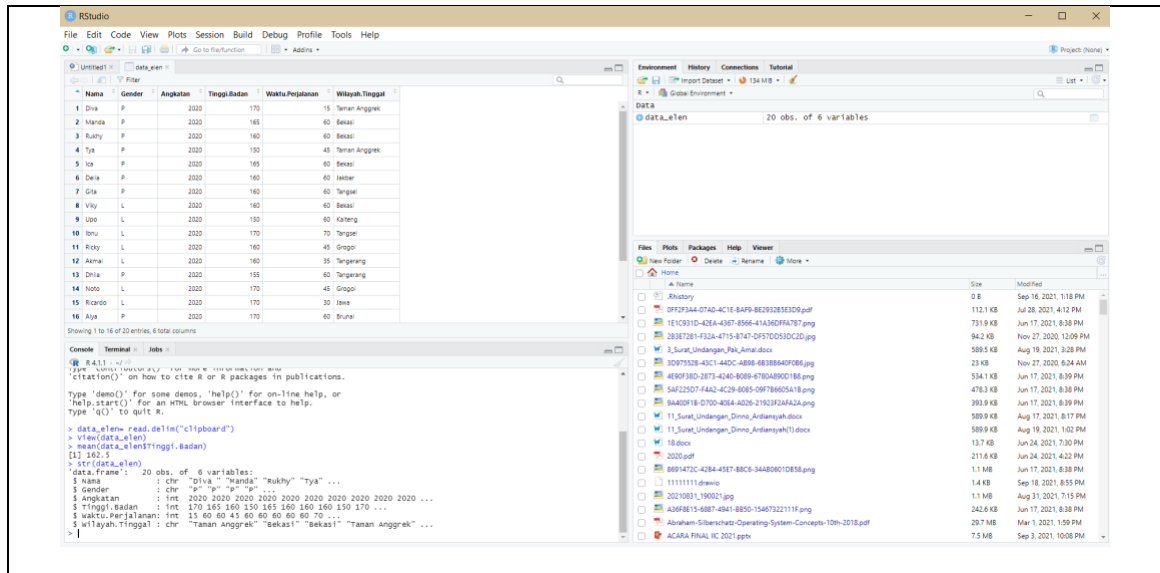 RStudio
File Edit Code View Plots Session Build Debug Profile Tools Help
Go to file/function Addins
Project: (None)
Untitled1 data_elen
Filter
Nama Gender Angkatan Tinggi.Badan Waktu.Perjalanan Wilayah.Tinggal
1 Diva P 2020 170 15 Taman Anggrek
2 Manda P 2020 165 60 Bekasi
3 Rukhy P 2020 160 60 Bekasi
4 Tya P 2020 150 45 Taman Anggrek
5 Ica P 2020 165 60 Bekasi
6 Delia P 2020 160 60 Jakbar
7 Gita P 2020 160 60 Tangsel
8 Viky L 2020 160 60 Bekasi
9 Upo L 2020 150 60 Kalteng
10 Ibnu L 2020 170 70 Tangsel
11 Ricky L 2020 160 45 Grogol
12 Akmal L 2020 160 35 Tangerang
13 Dhila P 2020 155 60 Tangerang
14 Noto L 2020 170 45 Grogol
15 Ricardo L 2020 170 30 Jawa
16 Alya P 2020 170 60 Brunai
Showing 1 to 16 of 20 entries, 6 total columns
Console Terminal Jobs
R 4.1.1 · ~/
Type 'contributors()' for more information and
'citation()' on how to cite R or R packages in publications.
Type 'demo()' for some demos, 'help()' for on-line help, or
'help.start()' for an HTML browser interface to help.
Type 'q()' to quit R.
> data_elen= read.delim("clipboard")
> View(data_elen)
> mean(data_elen$Tinggi.Badan)
[1] 162.5
> str(data_elen)
'data.frame': 20 obs. of 6 variables:
$ Nama : chr "Diva " "Manda" "Rukhy" "Tya" ...
$ Gender : chr "P" "P" "P" "P" ...
$ Angkatan : int 2020 2020 2020 2020 2020 2020 2020 2020 2020 2020 ...
$ Tinggi.Badan : int 170 165 160 150 165 160 160 160 150 170 ...
$ Waktu.Perjalanan: int 15 60 60 45 60 60 60 60 60 70 ...
$ Wilayah.Tinggal : chr "Taman Anggrek" "Bekasi" "Bekasi" "Taman Anggrek" ...
>
Environment History Connections Tutorial
Import Dataset 134 MiB List
R Global Environment
Data
data_elen 20 obs. of 6 variables
Files Plots Packages Help Viewer
New Folder Delete Rename More
Home
Name Size Modified
.Rhistory 0 B Sep 16, 2021, 1:18 PM
0FF2F3A4-07A0-4C1E-BAF9-BE2932B5E3D9.pdf 112.1 KB Jul 28, 2021, 4:12 PM
1E1C931D-42EA-4367-8566-41A36DFFA7B7.png 731.9 KB Jun 17, 2021, 8:38 PM
2B3E7281-F32A-4715-B747-DF57DD53DC2D.png 94.2 KB Nov 27, 2020, 12:09 PM
3_Surat_Undangan_Pak_Amal.docx 589.5 KB Aug 19, 2021, 3:28 PM
3D97552B-43C1-44DC-AB9B-6B3BB640F0B6.jpg 23 KB Nov 27, 2020, 6:24 AM
4E90F38D-2873-4240-B089-6780A89DD1B8.png 534.1 KB Jun 17, 2021, 8:39 PM
5AF225D7-F4A2-4C29-8085-09F7B6605A1B.png 478.3 KB Jun 17, 2021, 8:38 PM
9A400F1B-D700-40E4-A026-21923F2AFA2A.png 393.9 KB Jun 17, 2021, 8:39 PM
11_Surat_Undangan_Dinno_Ardiansyah.docx 589.9 KB Aug 17, 2021, 8:17 PM
11_Surat_Undangan_Dinno_Ardiansyah(1).docx 589.9 KB Aug 19, 2021, 1:02 PM
18.docx 13.7 KB Jun 24, 2021, 7:30 PM
2020.pdf 211.6 KB Jun 24, 2021, 4:22 PM
8691472C-42B4-45E7-B8C6-34AB0601DB58.png 1.1 MB Jun 17, 2021, 8:38 PM
11111111.drawio 1.4 KB Sep 18, 2021, 8:55 PM
20210831_190021.jpg 1.1 MB Aug 31, 2021, 7:15 PM
A36F8E15-6887-4941-BB50-15467322111F.png 242.6 KB Jun 17, 2021, 8:38 PM
Abraham-Silberschatz-Operating-System-Concepts-10th-2018.pdf 29.7 MB Mar 1, 2021, 1:59 PM
ACARA FINAL IIC 2021.pptx 7.5 MB Sep 3, 2021, 10:08 PM